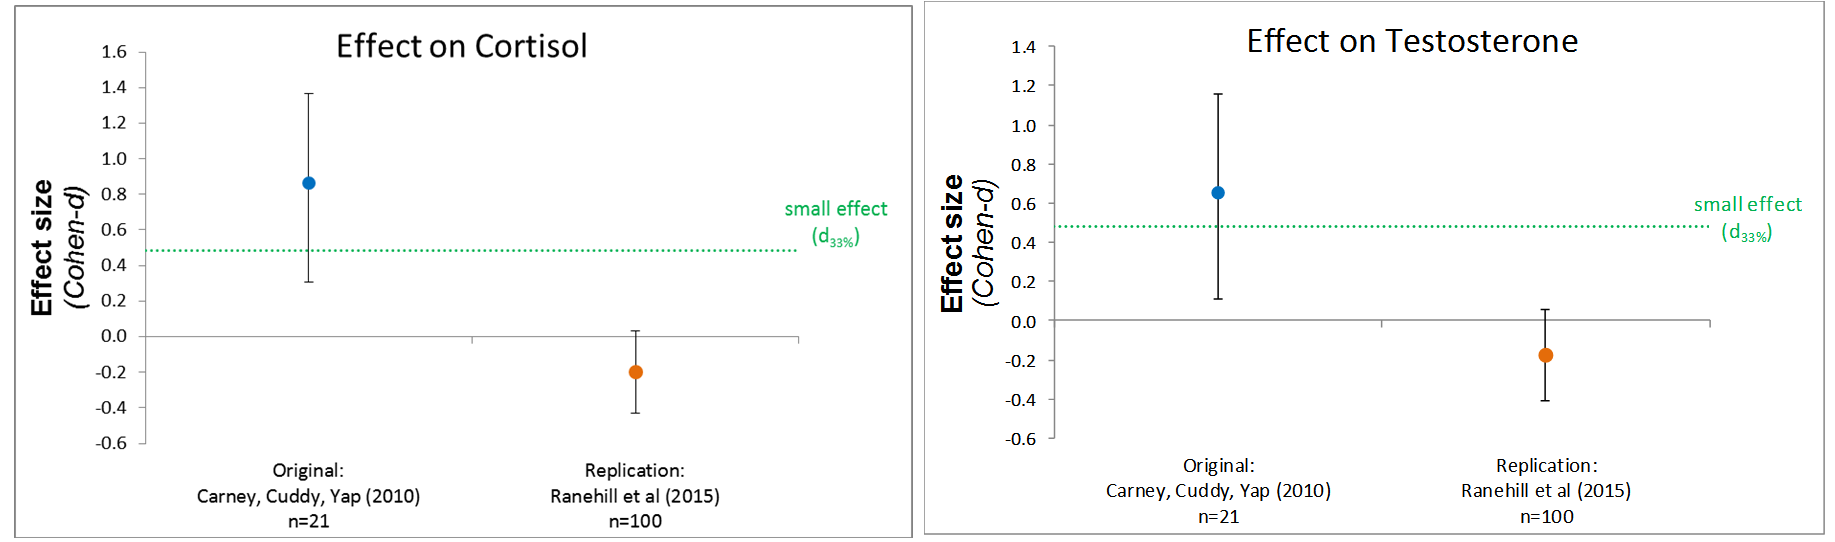 Effect on Cortisol
1.6
1.4
1.2
1.0
0.8
0.6
0.4
0.2
0.0
-0.2
-0.4
-0.6
Effect size
(Cohen-d)
small effect
(d33%)
Original:
Carney, Cuddy, Yap (2010)
n=21
Replication:
Ranehill et al (2015)
n=100
Effect on Testosterone
1.4
1.2
1.0
0.8
0.6
0.4
0.2
0.0
-0.2
-0.4
-0.6
Effect size
(Cohen-d)
small effect
(d33%)
Original:
Carney, Cuddy, Yap (2010)
n=21
Replication:
Ranehill et al (2015)
n=100